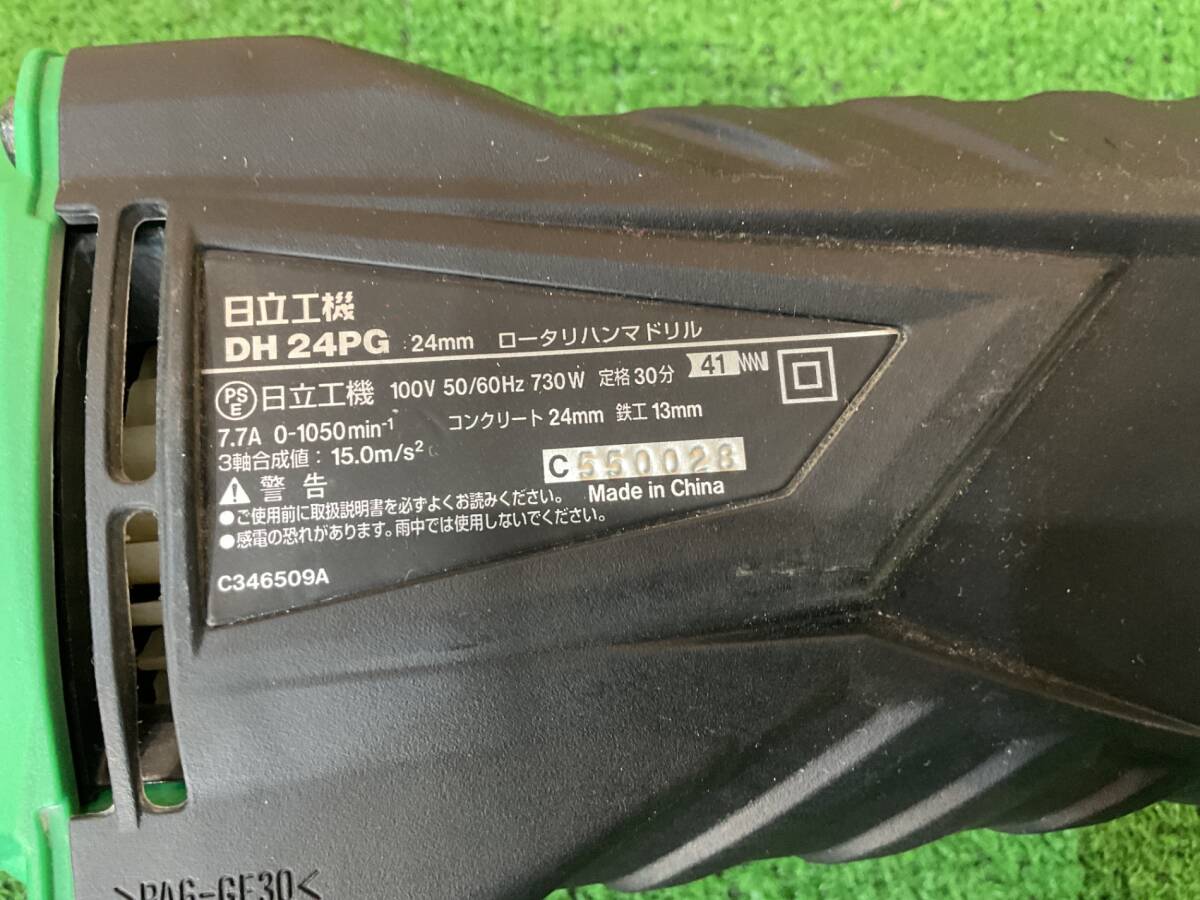 日立工機
DH 24PG 24mm ロータリハンマドリル
PS E 日立工機 100V 50/60Hz 730W 定格30分 41
7.7A 0-1050min-1 コンクリート 24mm 鉄工 13mm
3軸合成値：15.0m/s²
C 550028
警告 Made in China
●ご使用前に取扱説明書を必ずよくお読みください。
●感電の恐れがあります。雨中では使用しないでください。
C346509A
>PA6-GF30<